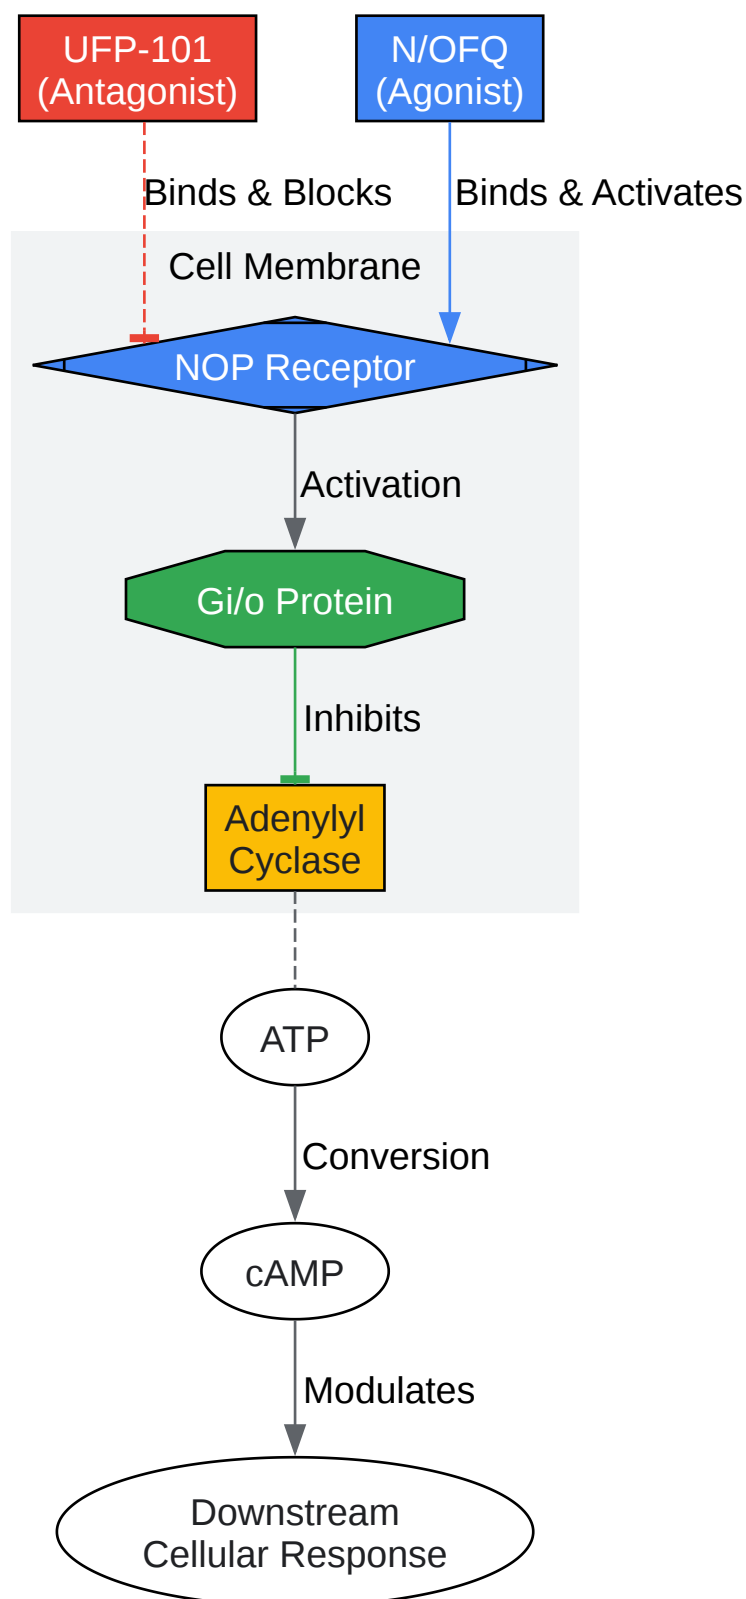 UFP-101
(Antagonist)
N/OFQ
(Agonist)
Binds & Blocks
Binds & Activates
Cell Membrane
NOP Receptor
Activation
Gi/o Protein
Inhibits
Adenylyl
Cyclase
ATP
Conversion
cAMP
Modulates
Downstream
Cellular Response